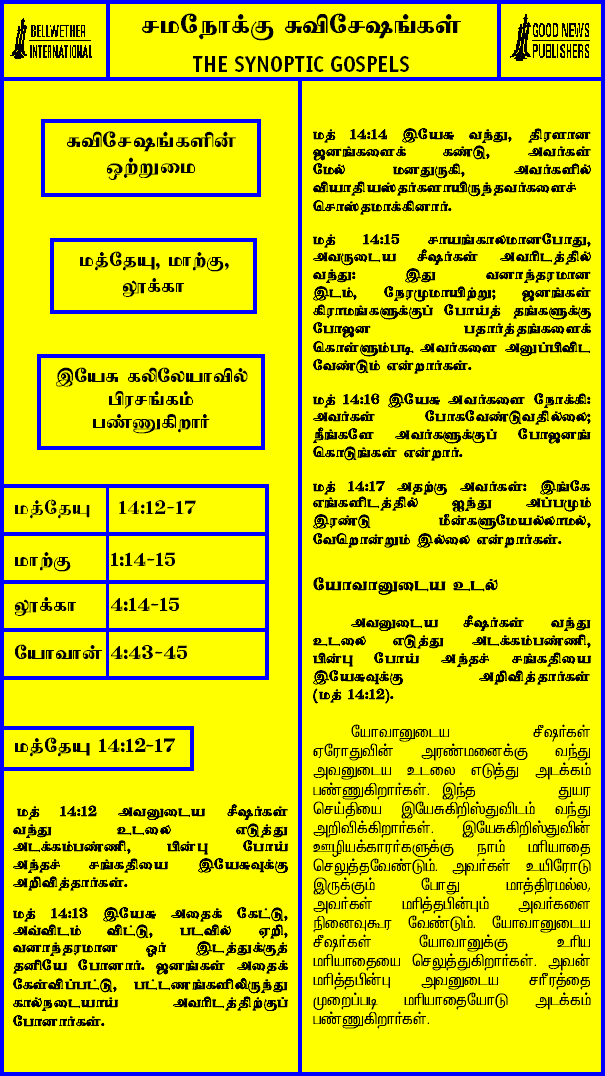 BELLWETHER
INTERNATIONAL
சமநோக்கு சுவிசேஷங்கள்
THE SYNOPTIC GOSPELS
GOOD NEWS
PUBLISHERS
சுவிசேஷங்களின்
ஒற்றுமை
மத்தேயு, மாற்கு,
லூக்கா
இயேசு கலிலேயாவில்
பிரசங்கம்
பண்ணுகிறார்
மத்தேயு 14:12-17
மாற்கு 1:14-15
லூக்கா 4:14-15
யோவான் 4:43-45
மத்தேயு 14:12-17
மத் 14:12 அவனுடைய சீஷர்கள்
வந்து உடலை எடுத்து
அடக்கம்பண்ணி, பின்பு போய்
அந்தச் சங்கதியை இயேசுவுக்கு
அறிவித்தார்கள்.
மத் 14:13 இயேசு அதைக் கேட்டு,
அவ்விடம் விட்டு, படவில் ஏறி,
வனாந்தரமான ஓர் இடத்துக்குத்
தனியே போனார். ஜனங்கள் அதைக்
கேள்விப்பட்டு, பட்டணங்களிலிருந்து
கால்நடையாய் அவரிடத்திற்குப்
போனார்கள்.
மத் 14:14 இயேசு வந்து, திரளான
ஜனங்களைக் கண்டு, அவர்கள்
மேல் மனதுருகி, அவர்களில்
வியாதியஸ்தர்களாயிருந்தவர்களைச்
சொஸ்தமாக்கினார்.
மத் 14:15 சாயங்காலமானபோது,
அவருடைய சீஷர்கள் அவரிடத்தில்
வந்து: இது வனாந்தரமான
இடம், நேரமுமாயிற்று; ஜனங்கள்
கிராமங்களுக்குப் போய்த் தங்களுக்கு
போஜன பதார்த்தங்களைக்
கொள்ளும்படி அவர்களை அனுப்பிவிட
வேண்டும் என்றார்கள்.
மத் 14:16 இயேசு அவர்களை நோக்கி:
அவர்கள் போகவேண்டுவதில்லை;
நீங்களே அவர்களுக்குப் போஜனங்
கொடுங்கள் என்றார்.
மத் 14:17 அதற்கு அவர்கள்: இங்கே
எங்களிடத்தில் ஐந்து அப்பமும்
இரண்டு மீன்களுமேயல்லாமல்,
வேறொன்றும் இல்லை என்றார்கள்.
யோவானுடைய உடல்
அவனுடைய சீஷர்கள் வந்து
உடலை எடுத்து அடக்கம்பண்ணி,
பின்பு போய் அந்தச் சங்கதியை
இயேசுவுக்கு அறிவித்தார்கள்
(மத் 14:12).
யோவானுடைய சீஷர்கள்
ஏரோதுவின் அரண்மனைக்கு வந்து
அவனுடைய உடலை எடுத்து அடக்கம்
பண்ணுகிறார்கள். இந்த துயர
செய்தியை இயேசுகிறிஸ்துவிடம் வந்து
அறிவிக்கிறார்கள். இயேசுகிறிஸ்துவின்
ஊழியக்காரர்களுக்கு நாம் மரியாதை
செலுத்தவேண்டும். அவர்கள் உயிரோடு
இருக்கும் போது மாத்திரமல்ல,
அவர்கள் மரித்தபின்பும் அவர்களை
நினைவுகூர வேண்டும். யோவானுடைய
சீஷர்கள் யோவானுக்கு உரிய
மரியாதையை செலுத்துகிறார்கள். அவன்
மரித்தபின்பு அவனுடைய சரீரத்தை
முறைப்படி மரியாதையோடு அடக்கம்
பண்ணுகிறார்கள்.